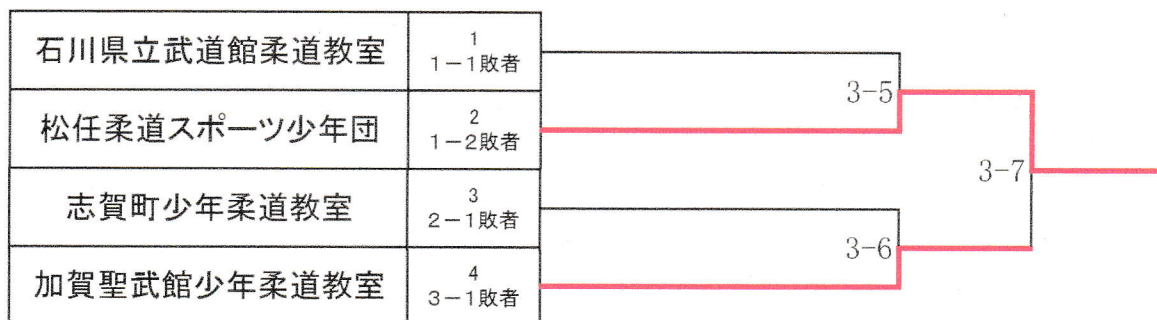 石川県立武道館柔道教室
1
1－1敗者
松任柔道スポーツ少年団
2
1－2敗者
志賀町少年柔道教室
3
2－1敗者
加賀聖武館少年柔道教室
4
3－1敗者
3-5
3-6
3-7